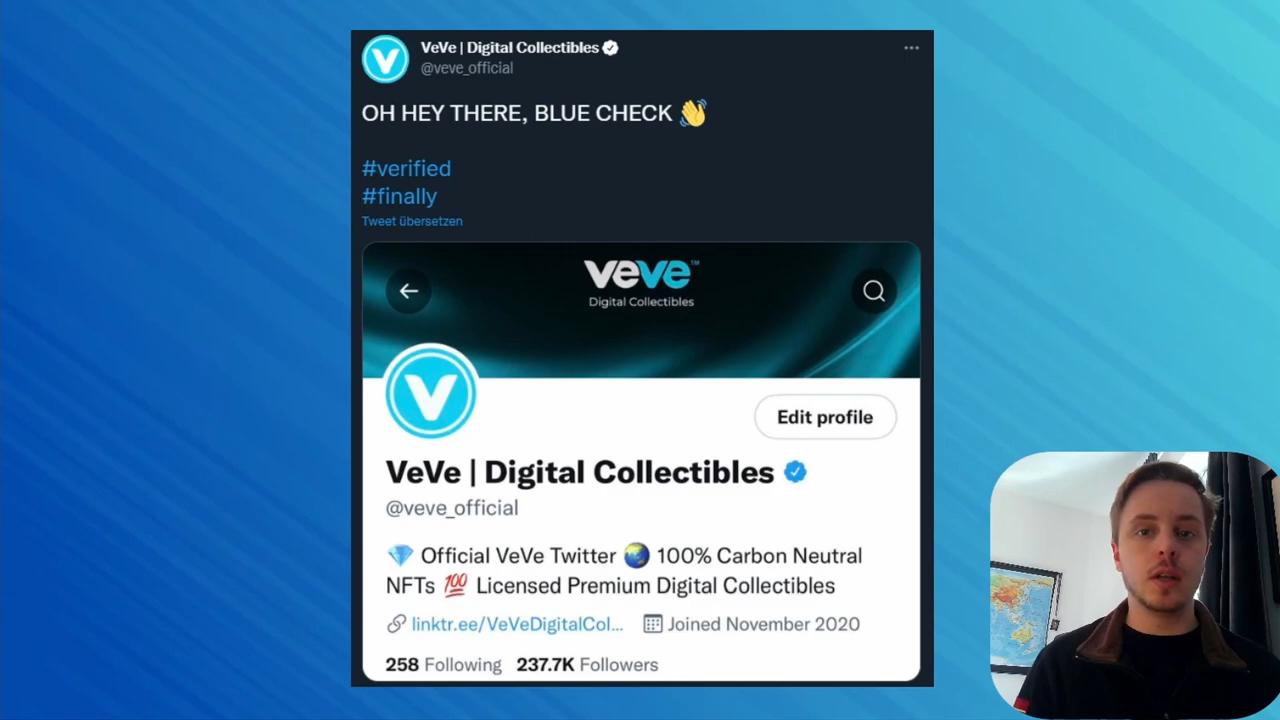 VeVe | Digital Collectibles
@veve_official
OH HEY THERE, BLUE CHECK 👋
#verified
#finally
Tweet übersetzen
veve™
Digital Collectibles
V
Edit profile
VeVe | Digital Collectibles
@veve_official
💎 Official VeVe Twitter 🌏 100% Carbon Neutral
NFTs 💯 Licensed Premium Digital Collectibles
linktr.ee/VeVeDigitalCol... Joined November 2020
258 Following 237.7K Followers